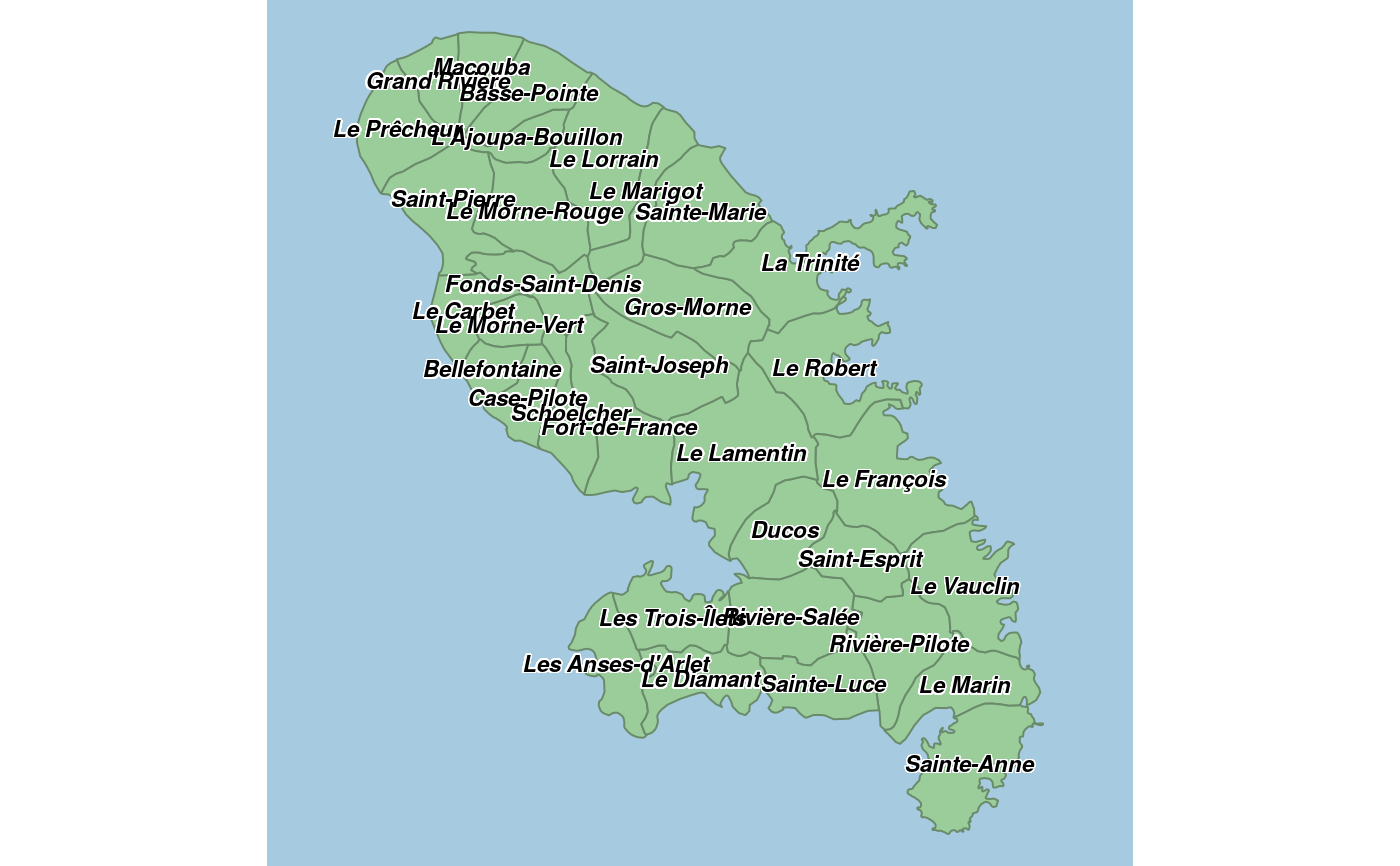 Macouba
Grand'Rivière
Basse-Pointe
Le Prêcheur
L'Ajoupa-Bouillon
Le Lorrain
Le Marigot
Saint-Pierre
Le Morne-Rouge
Sainte-Marie
La Trinité
Fonds-Saint-Denis
Gros-Morne
Le Carbet
Le Morne-Vert
Saint-Joseph
Le Robert
Bellefontaine
Case-Pilote
Schoelcher
Fort-de-France
Le Lamentin
Le François
Ducos
Saint-Esprit
Le Vauclin
Les Trois-Îlets
Rivière-Salée
Rivière-Pilote
Les Anses-d'Arlet
Le Diamant
Sainte-Luce
Le Marin
Sainte-Anne